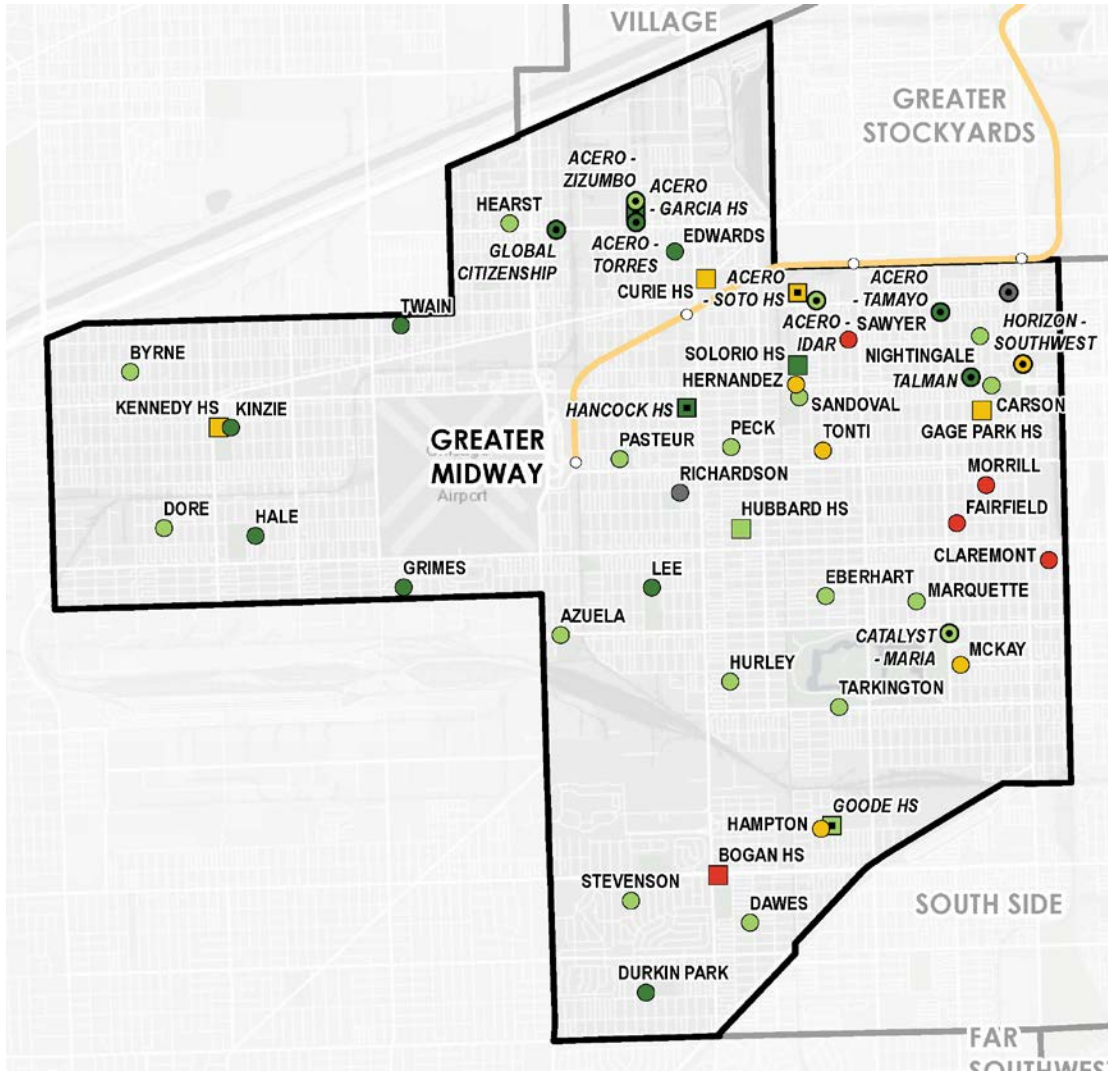 VILLAGE
GREATER
STOCKYARDS
ACERO -
ZIZUMBO
ACERO
- GARCIA HS
HEARST
GLOBAL
CITIZENSHIP
ACERO -
TORRES
EDWARDS
CURIE HS
ACERO
- SOTO HS
ACERO
- TAMAYO
TWAIN
ACERO -
IDAR
SAWYER
HORIZON -
SOUTHWEST
BYRNE
SOLORIO HS
NIGHTINGALE
HERNANDEZ
TALMAN
KENNEDY HS
KINZIE
HANCOCK HS
SANDOVAL
CARSON
GAGE PARK HS
GREATER
MIDWAY
Airport
PASTEUR
PECK
TONTI
RICHARDSON
MORRILL
DORE
HALE
HUBBARD HS
FAIRFIELD
CLAREMONT
GRIMES
LEE
EBERHART
MARQUETTE
AZUELA
CATALYST
- MARIA
MCKAY
HURLEY
TARKINGTON
GOODE HS
HAMPTON
BOGAN HS
STEVENSON
DAWES
SOUTH SIDE
DURKIN PARK
FAR
SOUTHWES